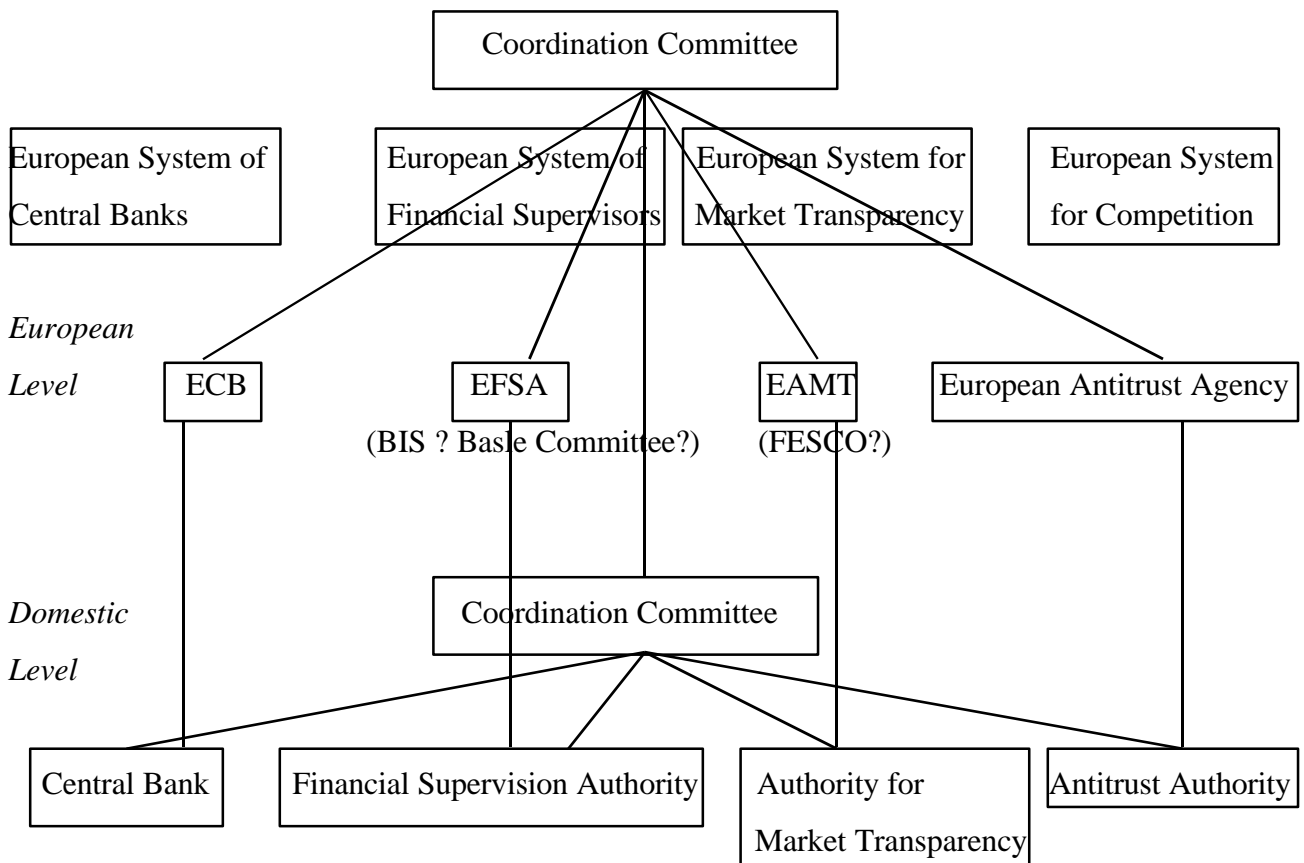 Coordination Committee
European System of
Central Banks
European System of
Financial Supervisors
European System for
Market Transparency
European System
for Competition
European
Level
ECB
EFSA
(BIS ? Basle Committee?)
EAMT
(FESCO?)
European Antitrust Agency
Domestic
Level
Coordination Committee
Central Bank
Financial Supervision Authority
Authority for
Market Transparency
Antitrust Authority